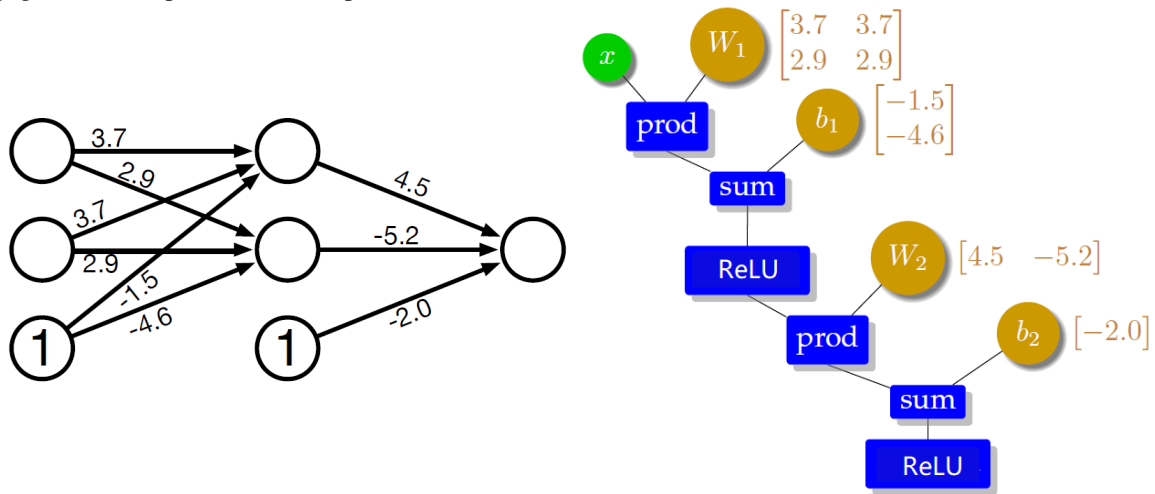 3.7
2.9
3.7
2.9
-1.5
-4.6
1
4.5
-5.2
-2.0
1
x
W1
[3.7 3.7
2.9 2.9]
prod
b1
[−1.5
−4.6]
sum
ReLU
W2
[4.5 −5.2]
prod
b2
[−2.0]
sum
ReLU